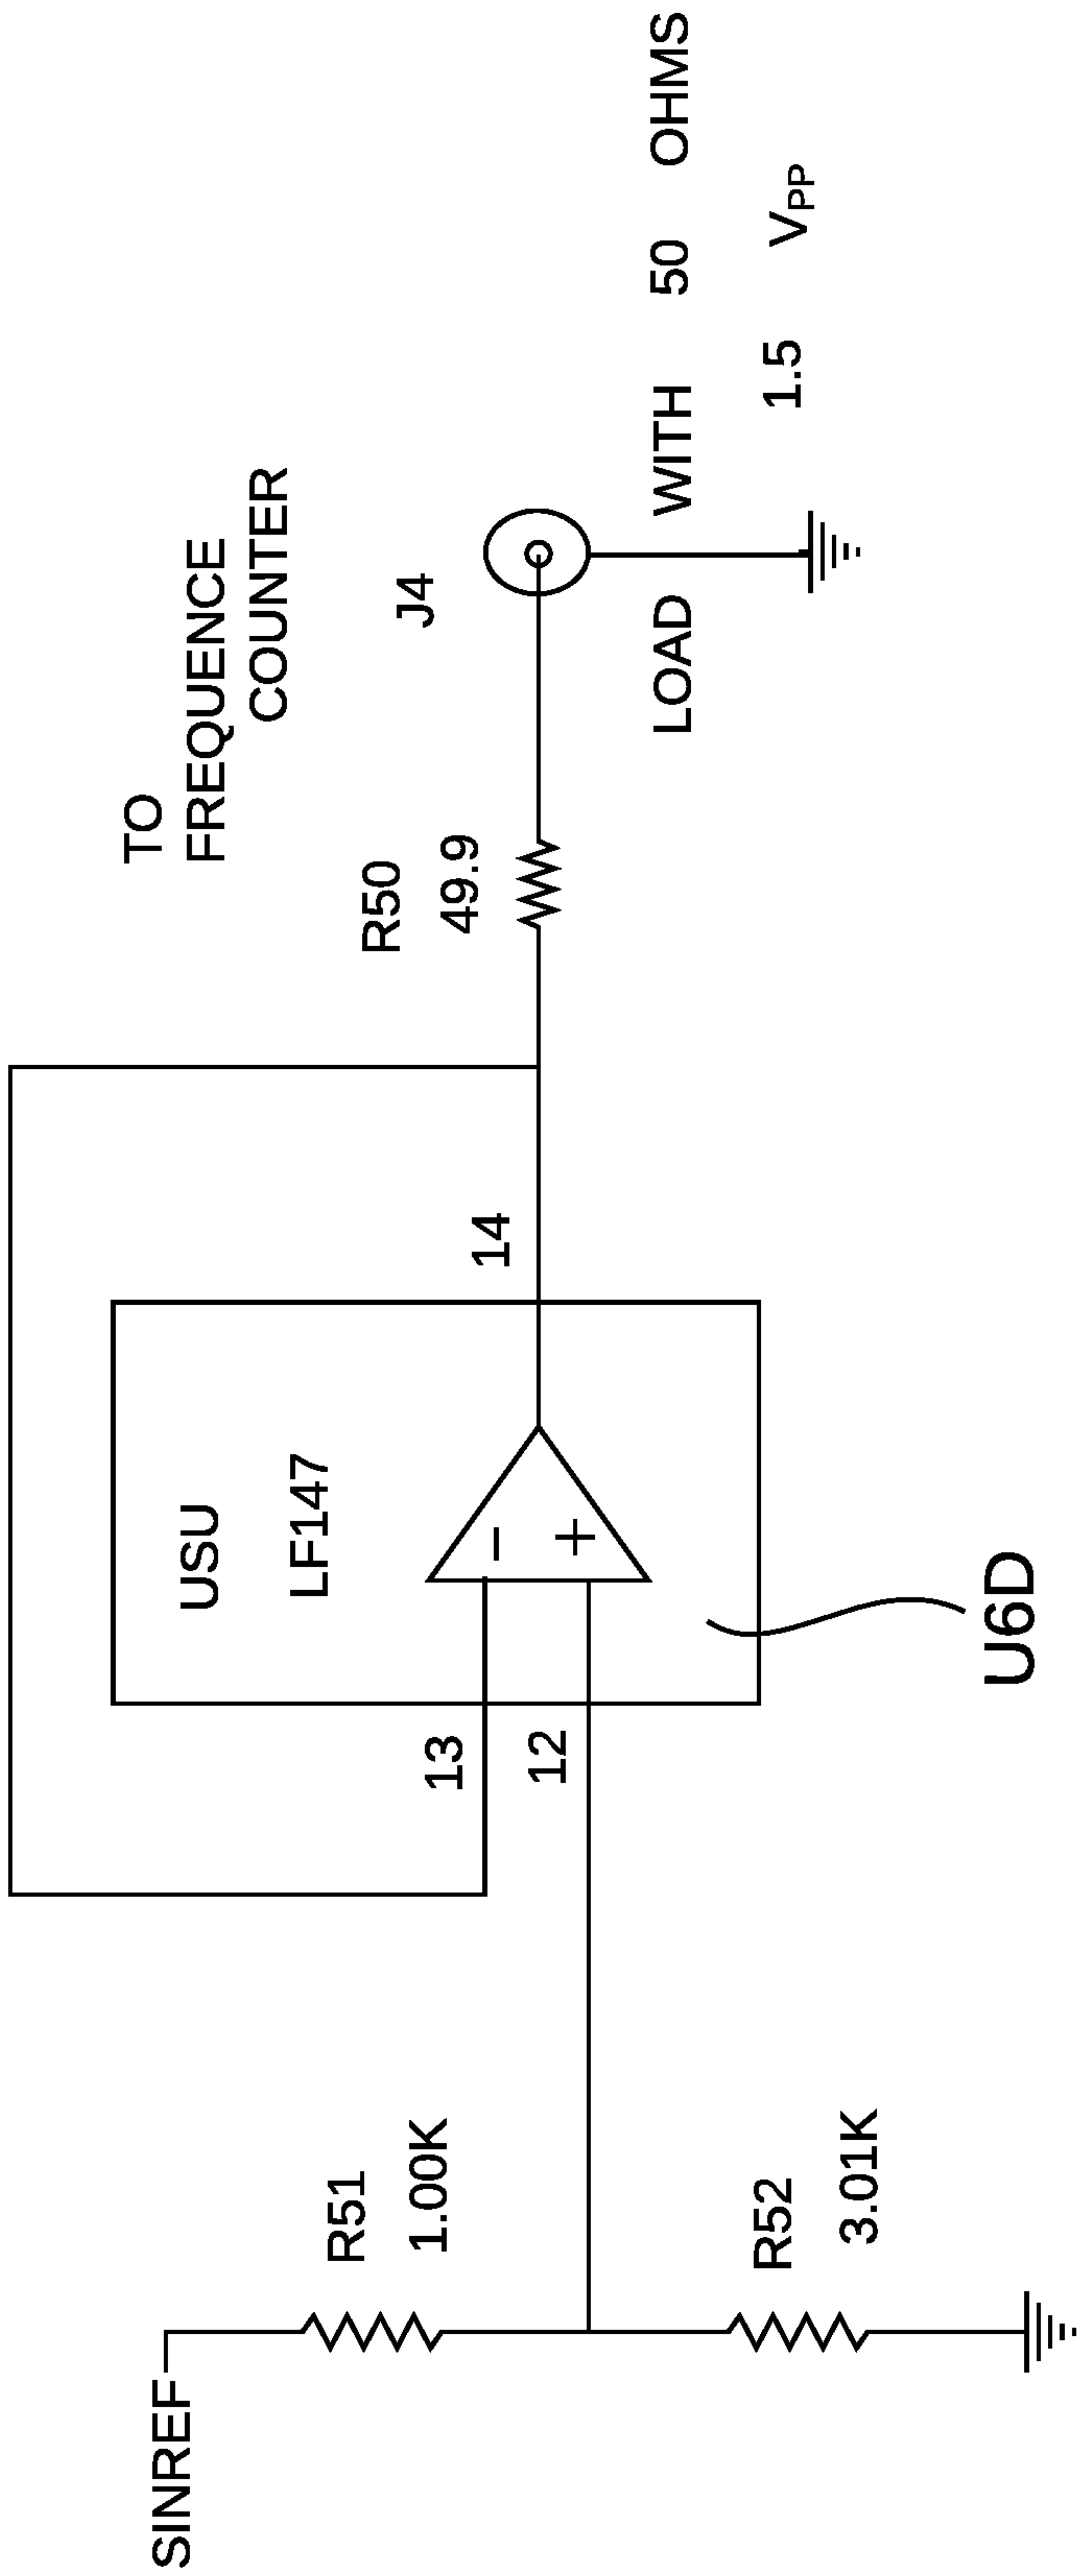 SINREF
R51
1.00K
R52
3.01K
13
12
USU
LF147
U6D
14
R50
49.9
TO
FREQUENCE
COUNTER
J4
LOAD WITH 50 OHMS
1.5 VPP